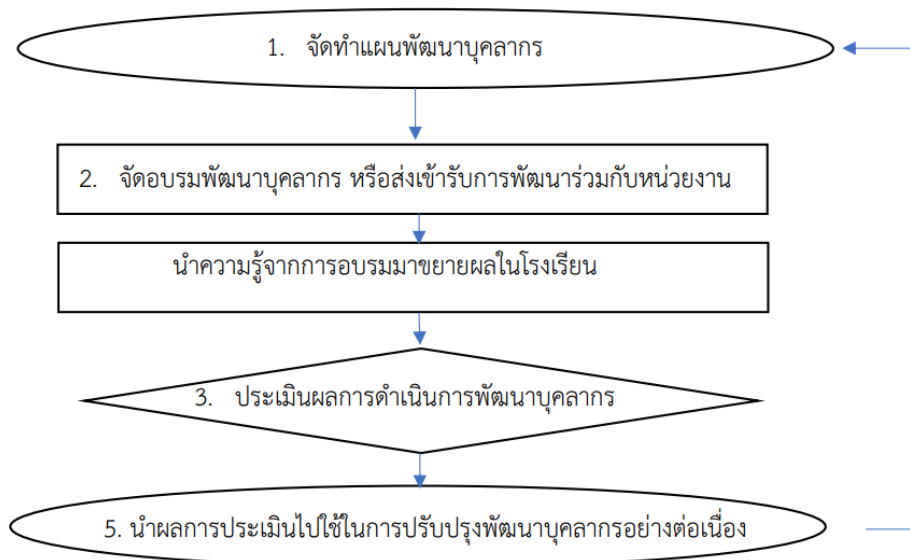 1. จัดทำแผนพัฒนาบุคลากร
2. จัดอบรมพัฒนาบุคลากร หรือส่งเข้ารับการพัฒนาร่วมกับหน่วยงาน
นำความรู้จากการอบรมมาขยายผลในโรงเรียน
3. ประเมินผลการดำเนินการพัฒนาบุคลากร
5. นำผลการประเมินไปใช้ในการปรับปรุงพัฒนาบุคลากรอย่างต่อเนื่อง